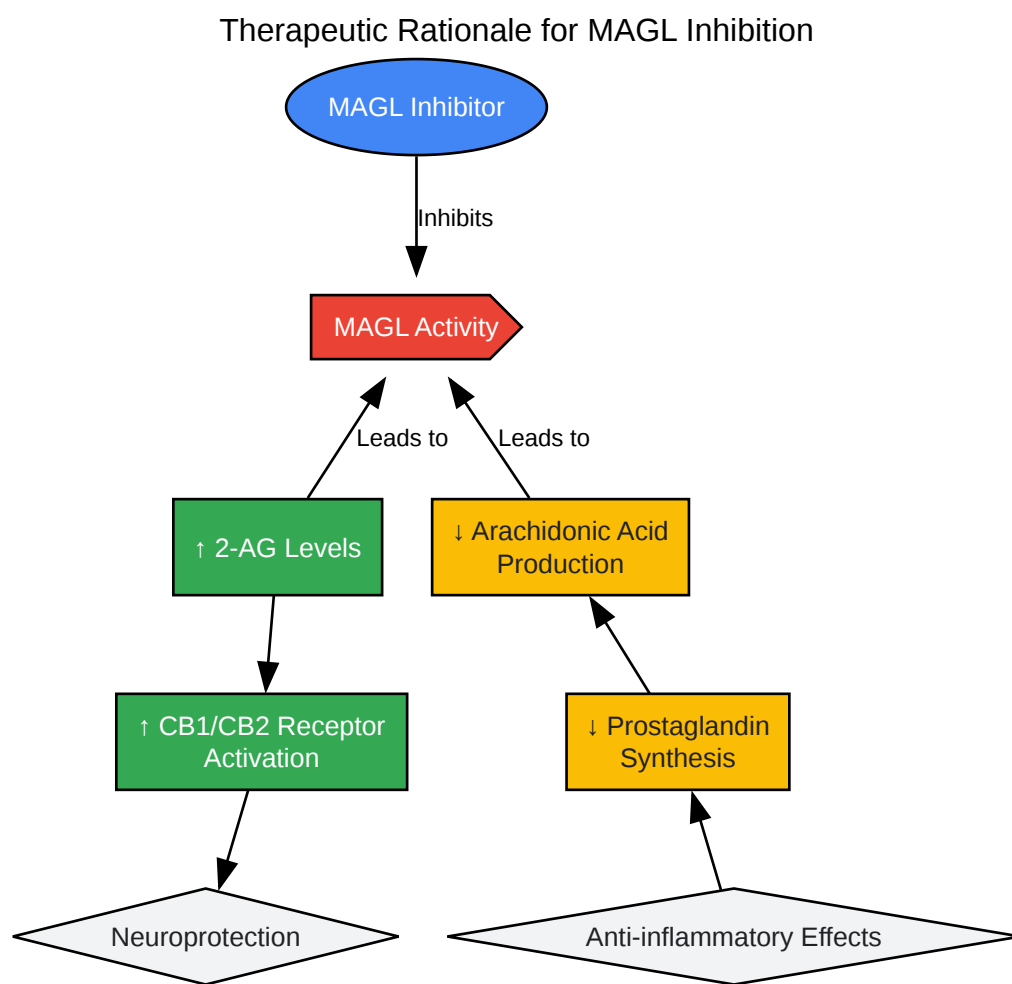 Therapeutic Rationale for MAGL Inhibition
MAGL Inhibitor
Inhibits
MAGL Activity
Leads to
Leads to
↑ 2-AG Levels
↓ Arachidonic Acid
Production
↑ CB1/CB2 Receptor
Activation
↓ Prostaglandin
Synthesis
Neuroprotection
Anti-inflammatory Effects